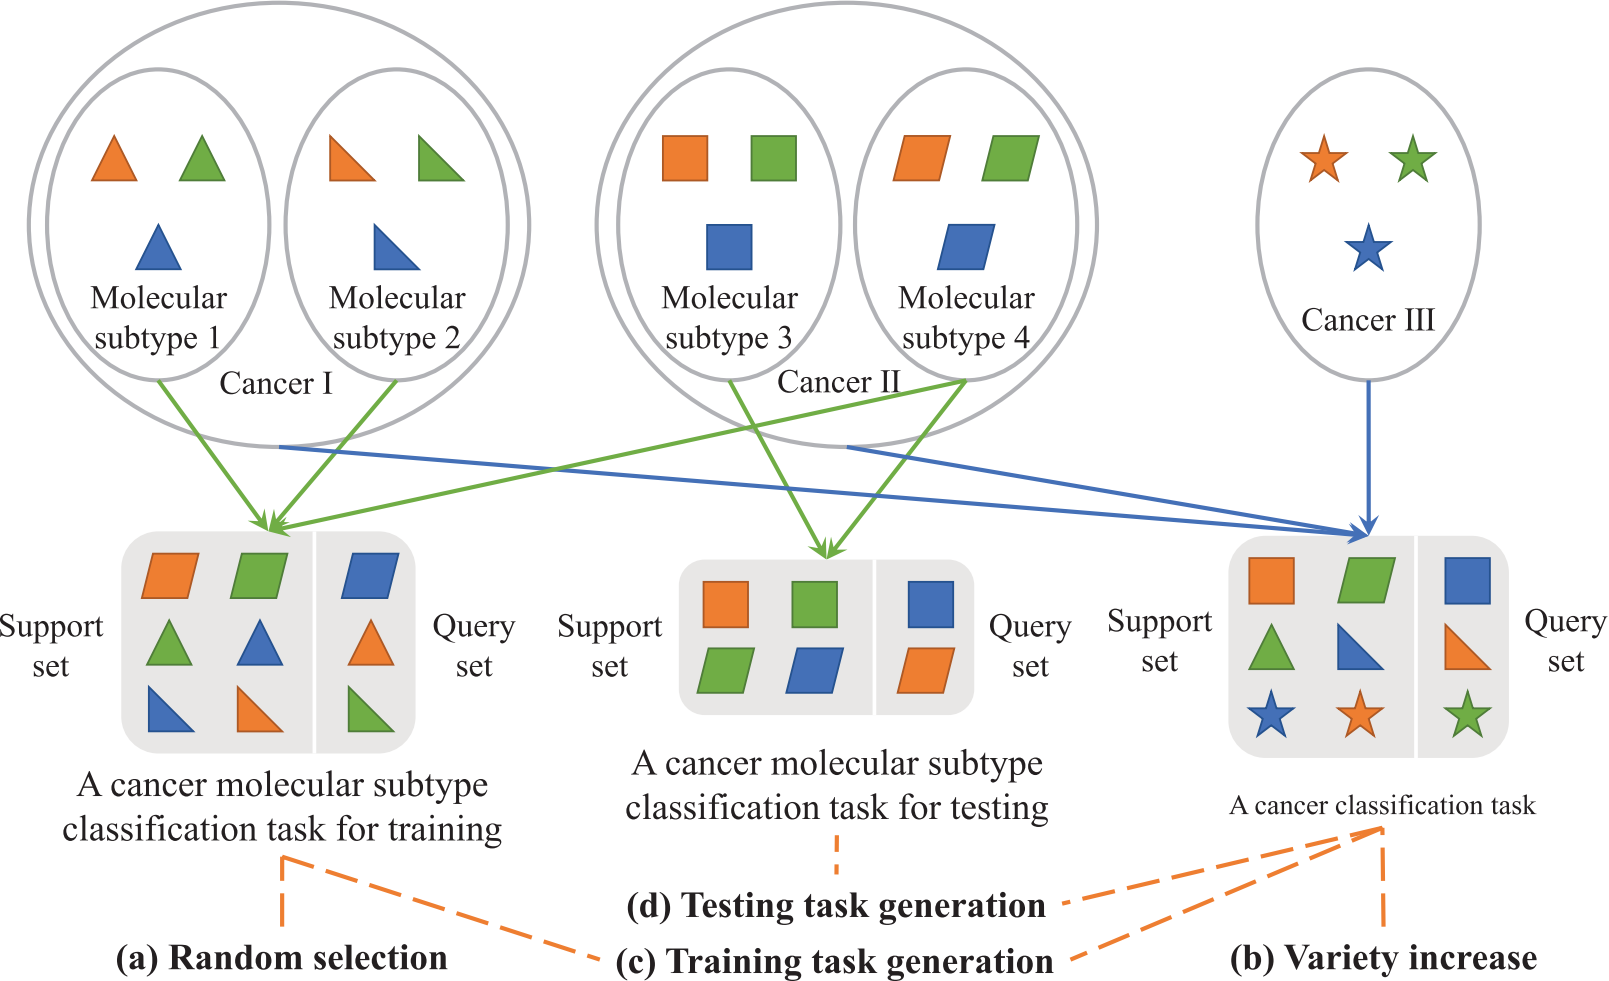 Molecular
subtype 1
Molecular
subtype 2
Cancer I
Molecular
subtype 3
Molecular
subtype 4
Cancer II
Cancer III
Support
set
Query
set
A cancer molecular subtype
classification task for training
Support
set
Query
set
A cancer molecular subtype
classification task for testing
Support
set
Query
set
A cancer classification task
(d) Testing task generation
(a) Random selection
(c) Training task generation
(b) Variety increase